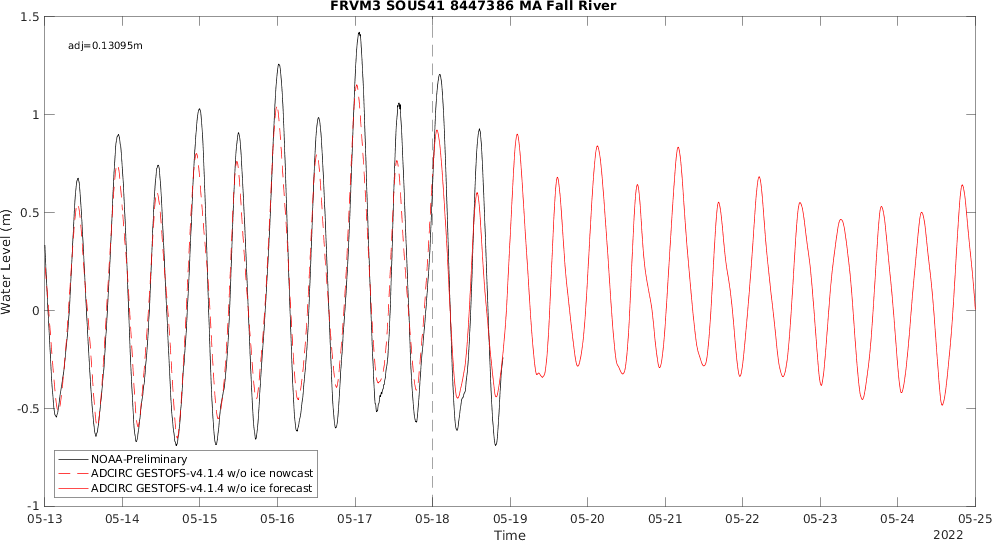 FRVM3 SOUS41 8447386 MA Fall River
adj=0.13095m
1.5
1
0.5
0
-0.5
-1
Water Level (m)
NOAA-Preliminary
ADCIRC GESTOFS-v4.1.4 w/o ice nowcast
ADCIRC GESTOFS-v4.1.4 w/o ice forecast
05-13 05-14 05-15 05-16 05-17 05-18 05-19 05-20 05-21 05-22 05-23 05-24 05-25
Time
2022